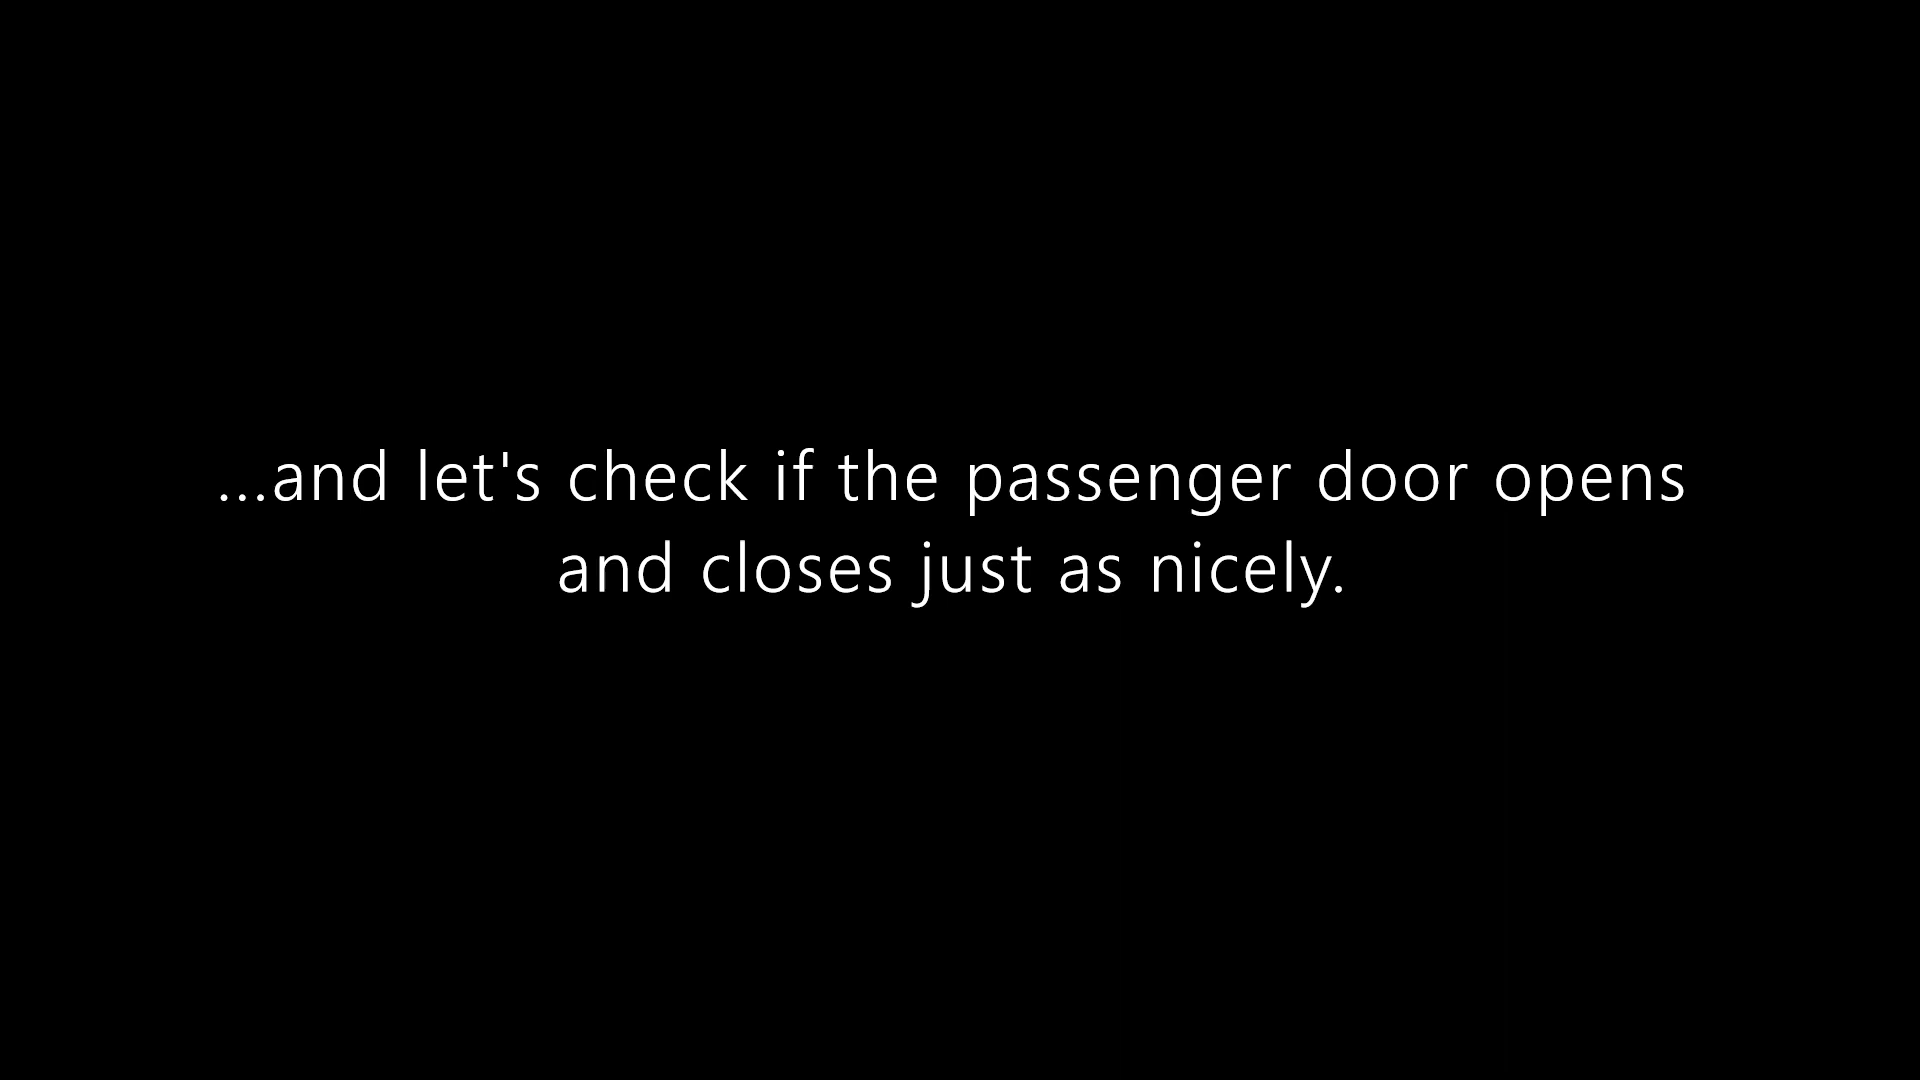 ...and let's check if the passenger door opens
and closes just as nicely.